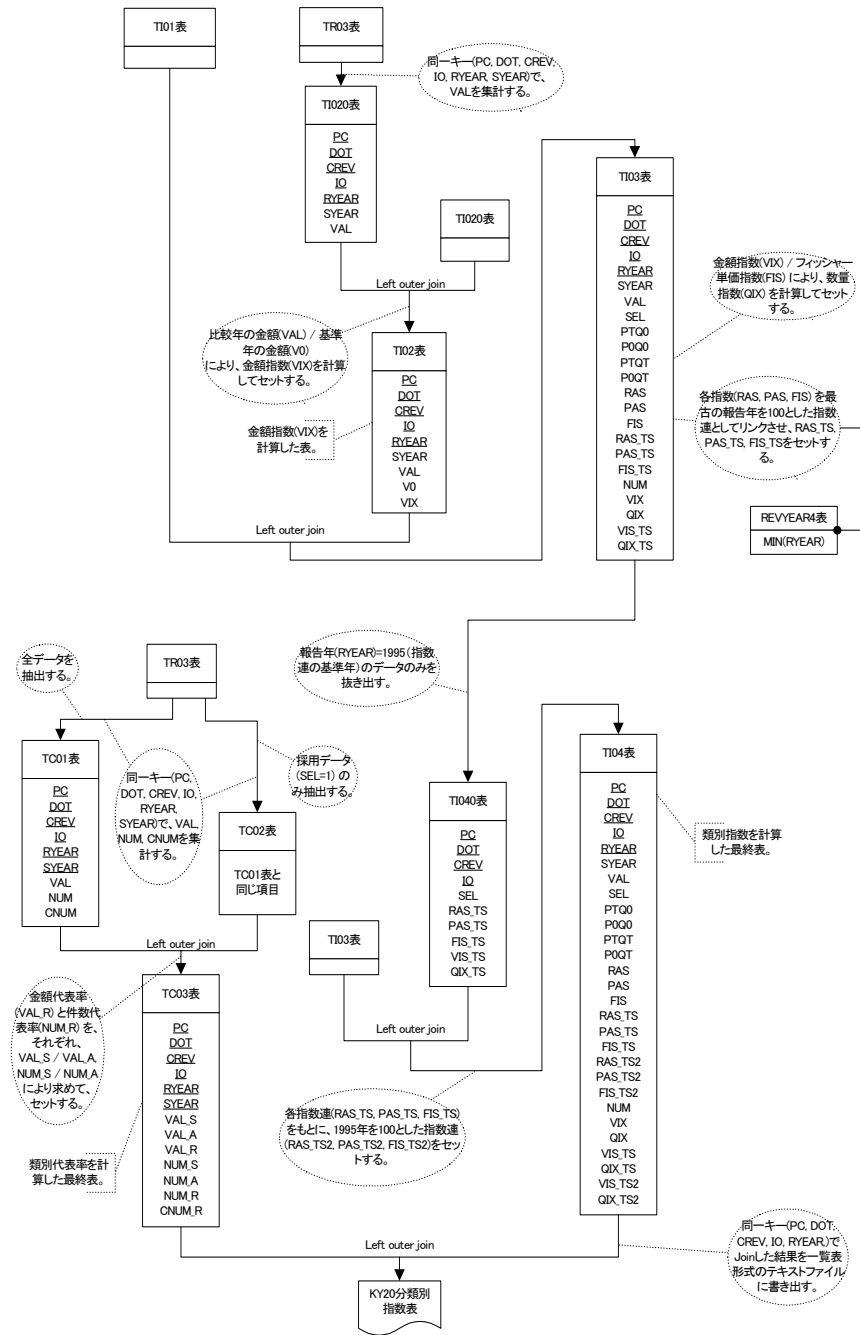 TI01表
TR03表
同一キー(PC, DOT, CREV,
IO, RYEAR, SYEAR)で、
VALを集計する。
TI020表
PC
DOT
CREV
IO
RYEAR
SYEAR
VAL
TI020表
Left outer join
比較年の金額(VAL) / 基準
年の金額(V0)
により、金額指数(VIX)を計算
してセットする。
TI02表
PC
DOT
CREV
IO
RYEAR
SYEAR
VAL
V0
VIX
金額指数(VIX)を
計算した表。
Left outer join
TI03表
PC
DOT
CREV
IO
RYEAR
SYEAR
VAL
SEL
PTQ0
P0Q0
PTQT
P0QT
RAS
PAS
FIS
RAS_TS
PAS_TS
FIS_TS
NUM
VIX
QIX
VIS_TS
QIX_TS
金額指数(VIX) / フィッシャー
単価指数(FIS) により、数量
指数(QIX) を計算してセット
する。
各指数(RAS, PAS, FIS) を最
古の報告年を100とした指数
連としてリンクさせ、RAS_TS,
PAS_TS, FIS_TSをセットす
る。
REVYEAR4表
MIN(RYEAR)
全データを
抽出する。
TR03表
TC01表
PC
DOT
CREV
IO
RYEAR
SYEAR
VAL
NUM
CNUM
同一キー(PC,
DOT, CREV, IO,
RYEAR,
SYEAR)で、VAL,
NUM, CNUMを集
計する。
採用データ
(SEL=1) の
み抽出する。
TC02表
TC01表と
同じ項目
Left outer join
金額代表率
(VAL_R) と件数代
表率(NUM_R) を、
それぞれ、
VAL_S / VAL_A,
NUM_S / NUM_A
により求めて、
セットする。
TC03表
PC
DOT
CREV
IO
RYEAR
SYEAR
VAL_S
VAL_A
VAL_R
NUM_S
NUM_A
NUM_R
CNUM_R
類別代表率を計
算した最終表。
報告年(RYEAR)=1995 (指数
連の基準年) のデータのみを
抜き出す。
TI040表
PC
DOT
CREV
IO
SEL
RAS_TS
PAS_TS
FIS_TS
VIS_TS
QIX_TS
TI03表
Left outer join
各指数連(RAS_TS, PAS_TS, FIS_TS)
をもとに、1995年を100とした指数連
(RAS_TS2, PAS_TS2, FIS_TS2)をセッ
トする。
TI04表
PC
DOT
CREV
IO
RYEAR
SYEAR
VAL
SEL
PTQ0
P0Q0
PTQT
P0QT
RAS
PAS
FIS
RAS_TS
PAS_TS
FIS_TS
RAS_TS2
PAS_TS2
FIS_TS2
NUM
VIX
QIX
VIS_TS
QIX_TS
VIS_TS2
QIX_TS2
類別指数を計算
した最終表。
Left outer join
同一キー(PC, DOT,
CREV, IO, RYEAR,)で
Joinした結果を一覧表
形式のテキストファイル
に書き出す。
KY20分類別
指数表